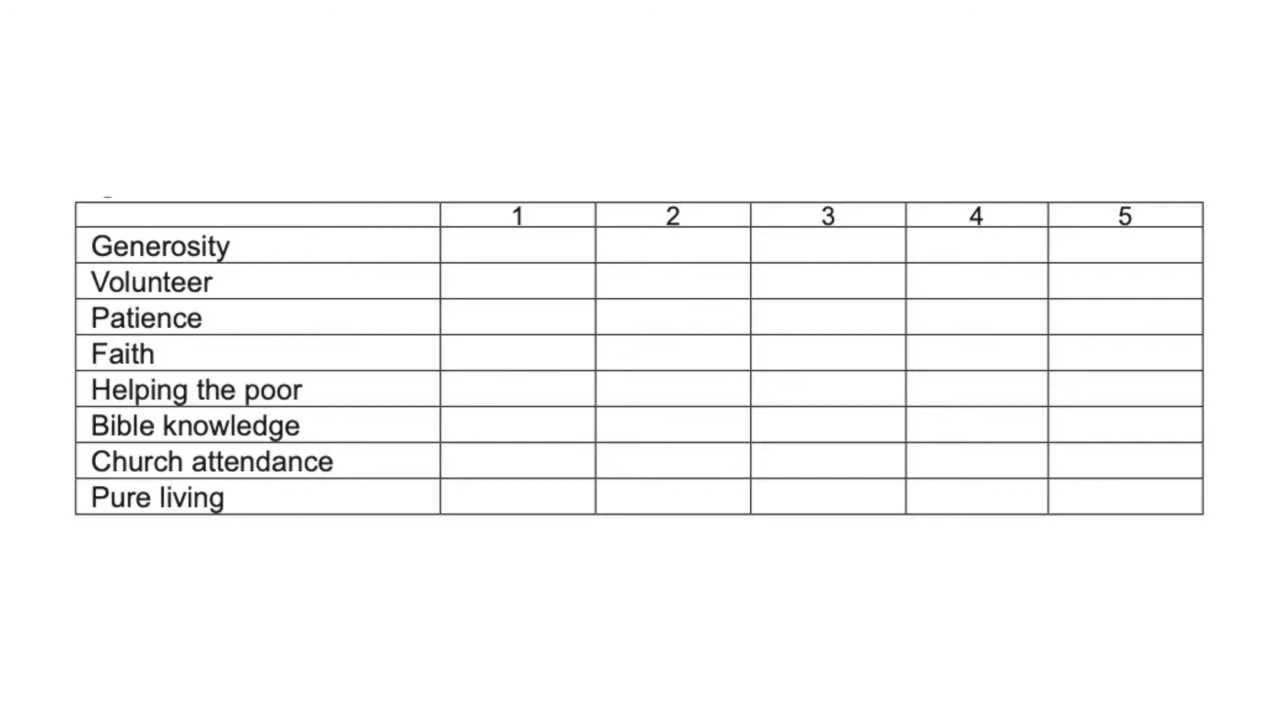 1 2 3 4 5
Generosity
Volunteer
Patience
Faith
Helping the poor
Bible knowledge
Church attendance
Pure living